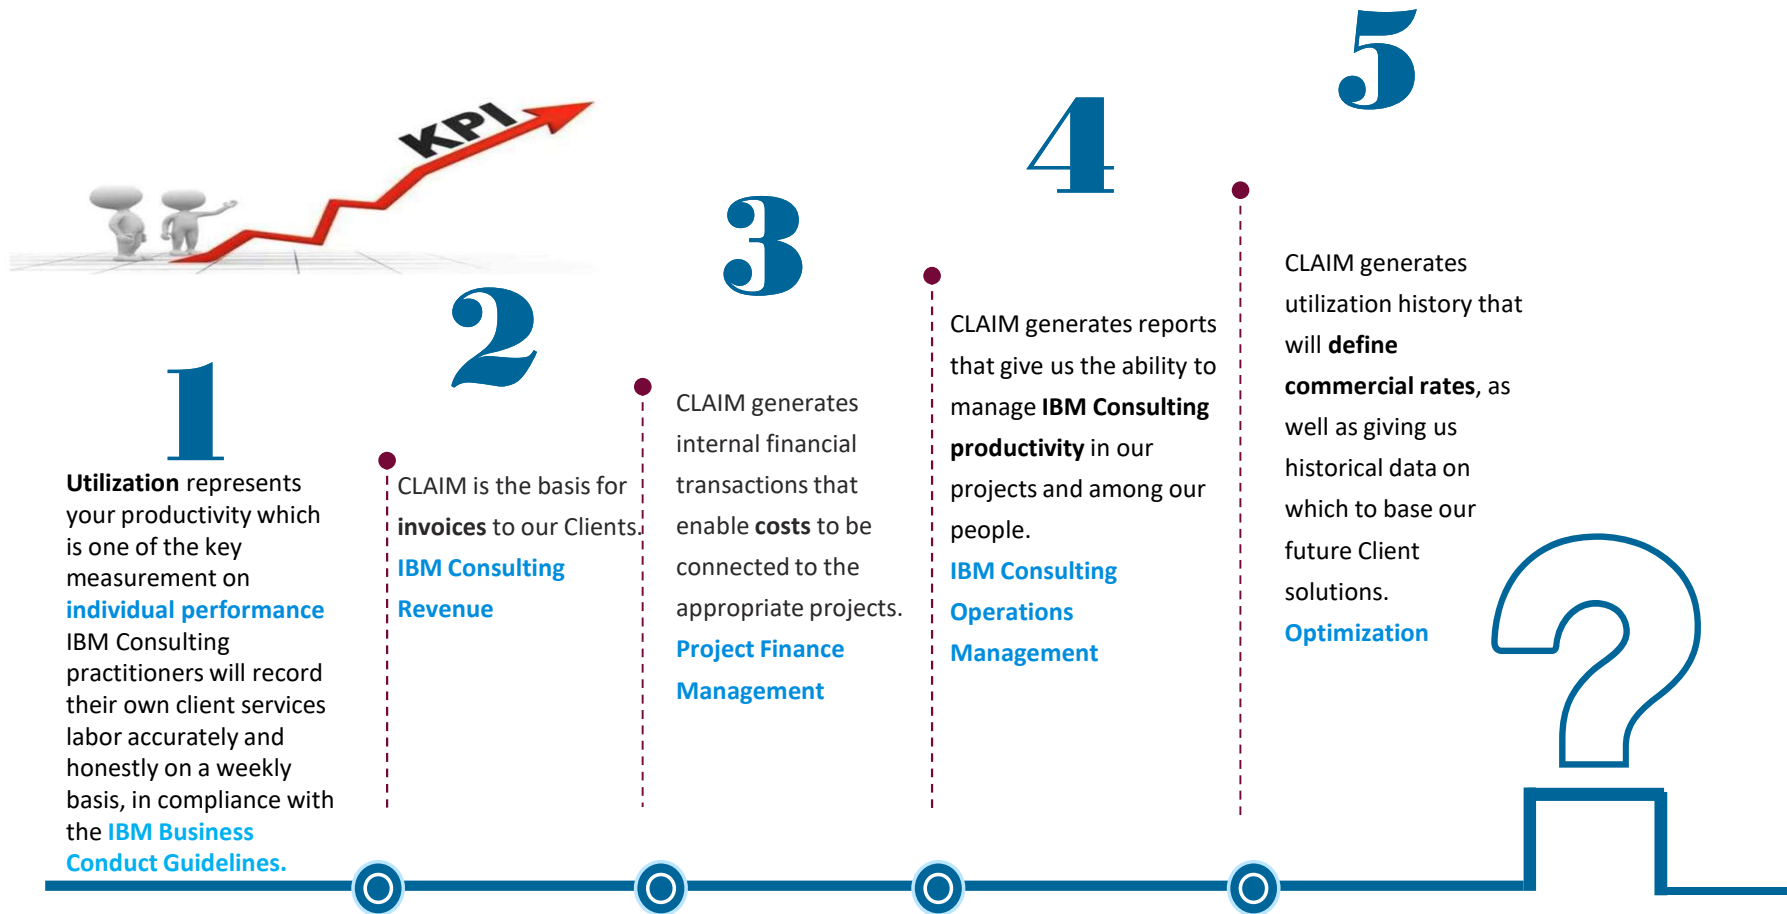 KPI
1
Utilization represents
your productivity which
is one of the key
measurement on
individual performance
IBM Consulting
practitioners will record
their own client services
labor accurately and
honestly on a weekly
basis, in compliance with
the IBM Business
Conduct Guidelines.
2
CLAIM is the basis for
invoices to our Clients.
IBM Consulting
Revenue
3
CLAIM generates
internal financial
transactions that
enable costs to be
connected to the
appropriate projects.
Project Finance
Management
4
CLAIM generates reports
that give us the ability to
manage IBM Consulting
productivity in our
projects and among our
people.
IBM Consulting
Operations
Management
5
CLAIM generates
utilization history that
will define
commercial rates, as
well as giving us
historical data on
which to base our
future Client
solutions.
Optimization
?